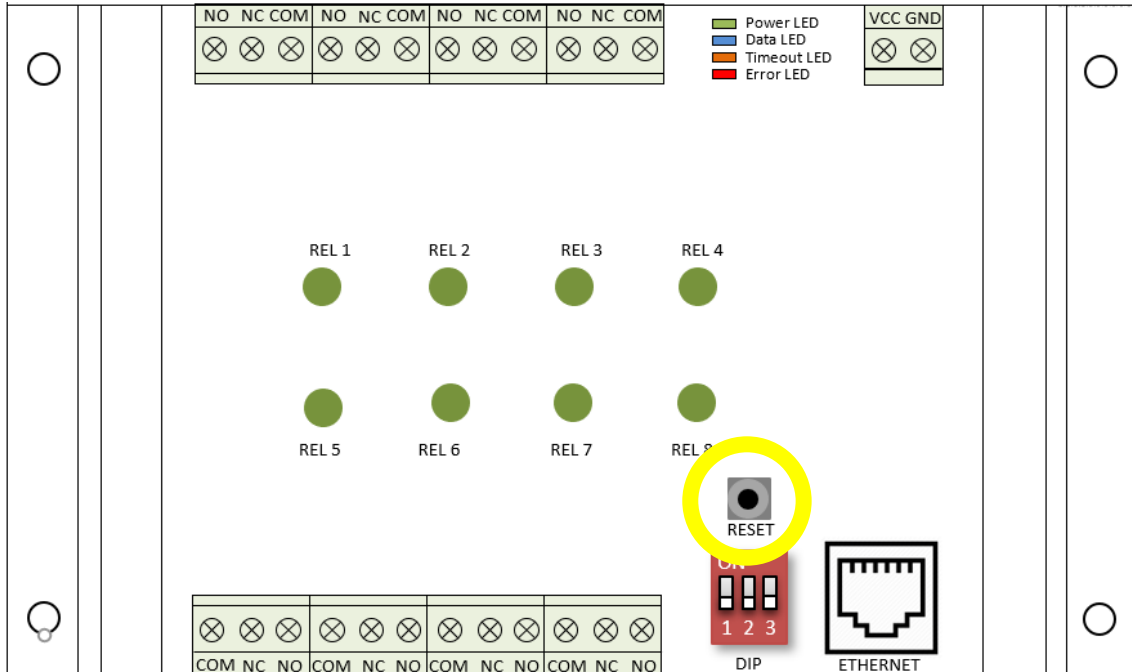 NO NC COM NO NC COM NO NC COM NO NC COM
VCC GND
Power LED
Data LED
Timeout LED
Error LED
REL 1 REL 2 REL 3 REL 4
REL 5 REL 6 REL 7 REL 8
RESET
ON
1 2 3
DIP
ETHERNET
COM NC NO COM NC NO COM NC NO COM NC NO